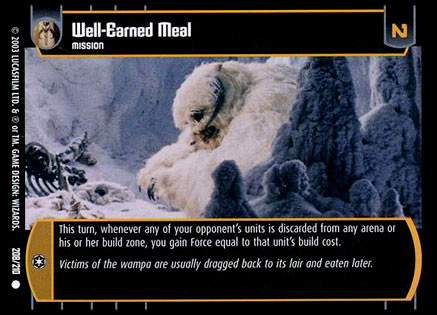 Well-Earned Meal
MISSION
2
This turn, whenever any of your opponent's units is discarded from any arena or
his or her build zone, you gain Force equal to that unit's build cost.
Victims of the wampa are usually dragged back to its lair and eaten later.
© 2003 LUCASFILM LTD. & ® or TM. GAME DESIGN: WIZARDS.
208/210